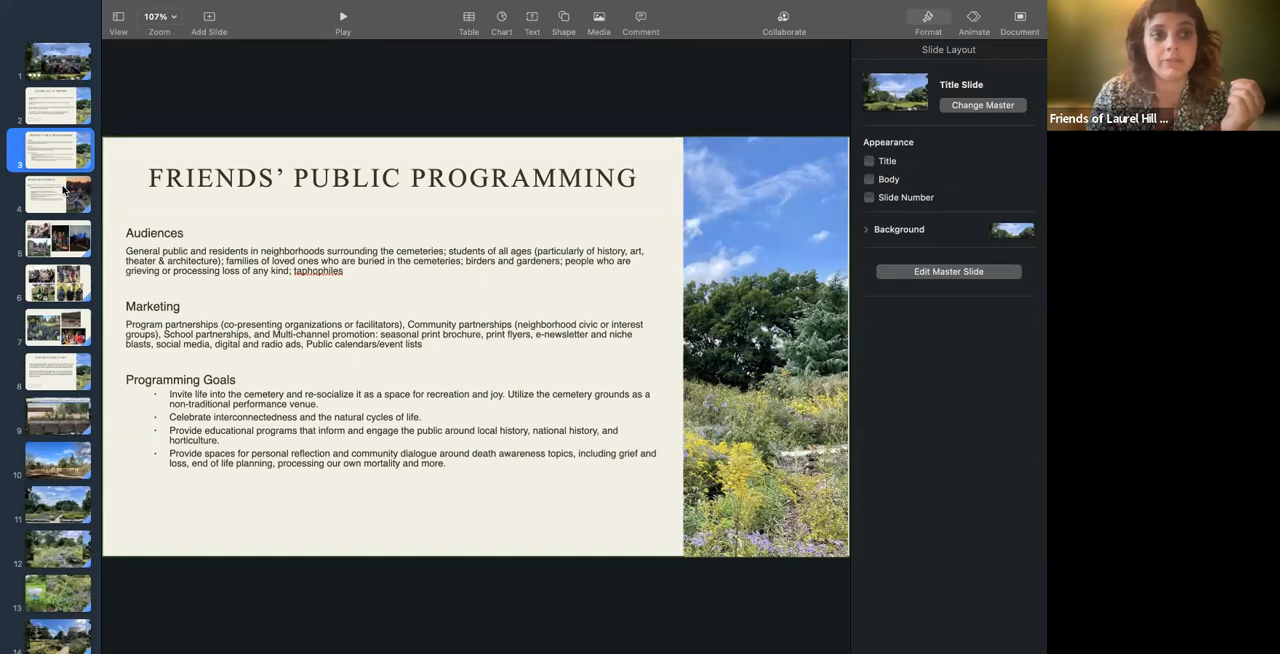 107%
View
Zoom
Add Slide
Play
Table
Chart
Text
Shape
Media
Comment
Collaborate
Format
Animate
Document
1
2
3
4
5
6
7
8
9
10
11
12
13
14
FRIENDS’ PUBLIC PROGRAMMING
Audiences
General public and residents in neighborhoods surrounding the cemeteries; students of all ages (particularly of history, art,
theater & architecture); families of loved ones who are buried in the cemeteries; birders and gardeners; people who are
grieving or processing loss of any kind; taphophiles
Marketing
Program partnerships (co-presenting organizations or facilitators), Community partnerships (neighborhood civic or interest
groups), School partnerships, and Multi-channel promotion: seasonal print brochure, print flyers, e-newsletter and niche
blasts, social media, digital and radio ads, Public calendars/event lists
Programming Goals
· Invite life into the cemetery and re-socialize it as a space for recreation and joy. Utilize the cemetery grounds as a
non-traditional performance venue.
· Celebrate interconnectedness and the natural cycles of life.
· Provide educational programs that inform and engage the public around local history, national history, and
horticulture.
· Provide spaces for personal reflection and community dialogue around death awareness topics, including grief and
loss, end of life planning, processing our own mortality and more.
Slide Layout
Title Slide
Change Master
Appearance
Title
Body
Slide Number
Background
Edit Master Slide
Friends of Laurel Hill ...